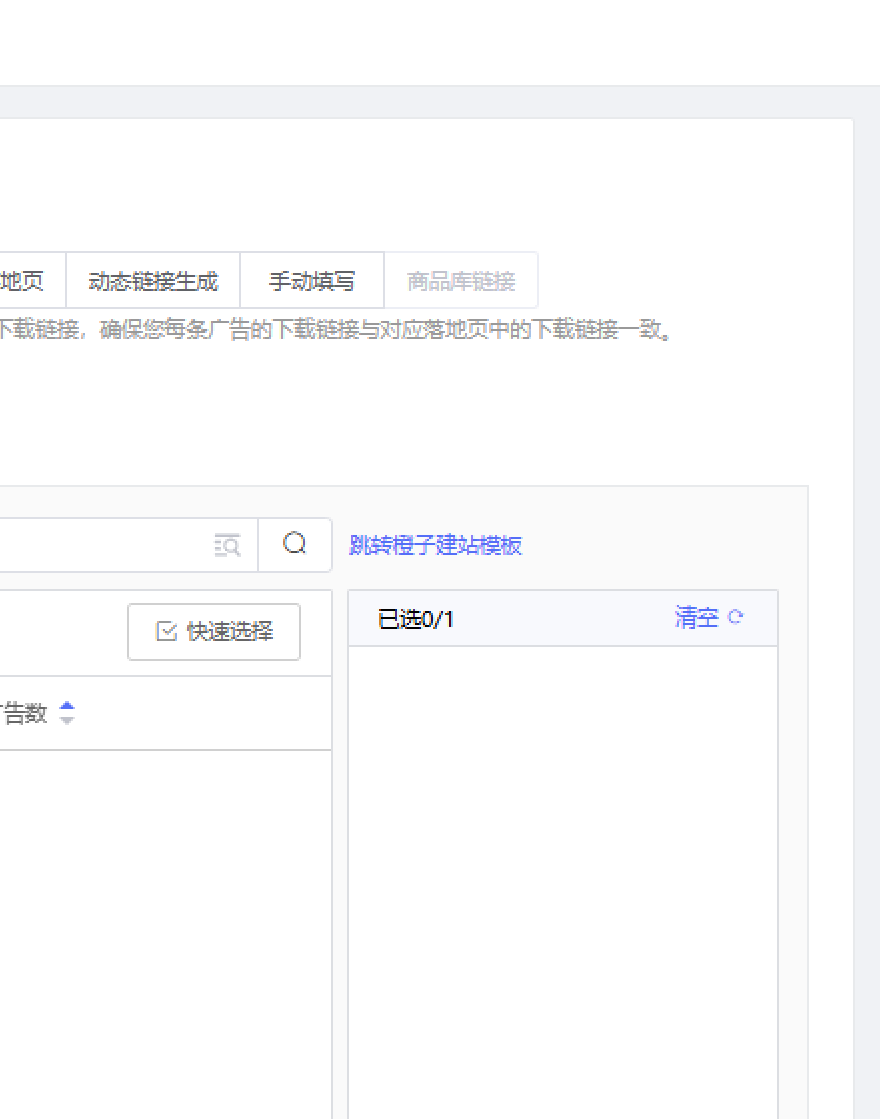 地页 动态链接生成 手动填写 商品库链接
下载链接，确保您每条广告的下载链接与对应落地页中的下载链接一致。
跳转橙子建站模板
快速选择 已选0/1 清空
告数